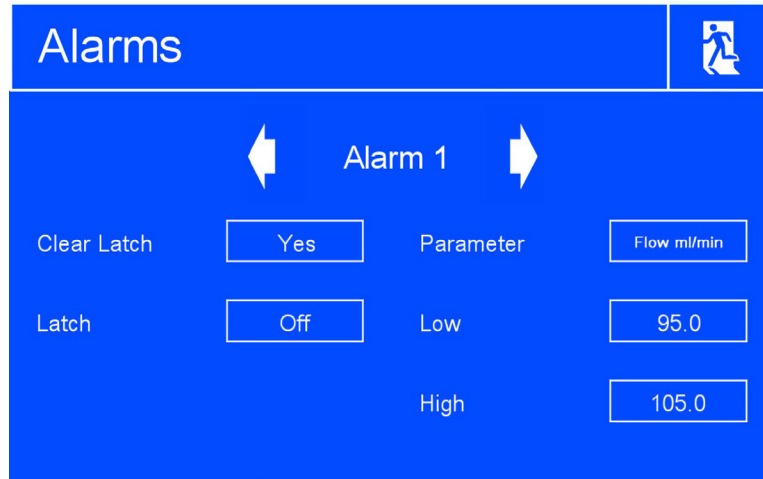 Alarms
Alarm 1
Clear Latch Yes Parameter Flow ml/min
Latch Off Low 95.0
High 105.0